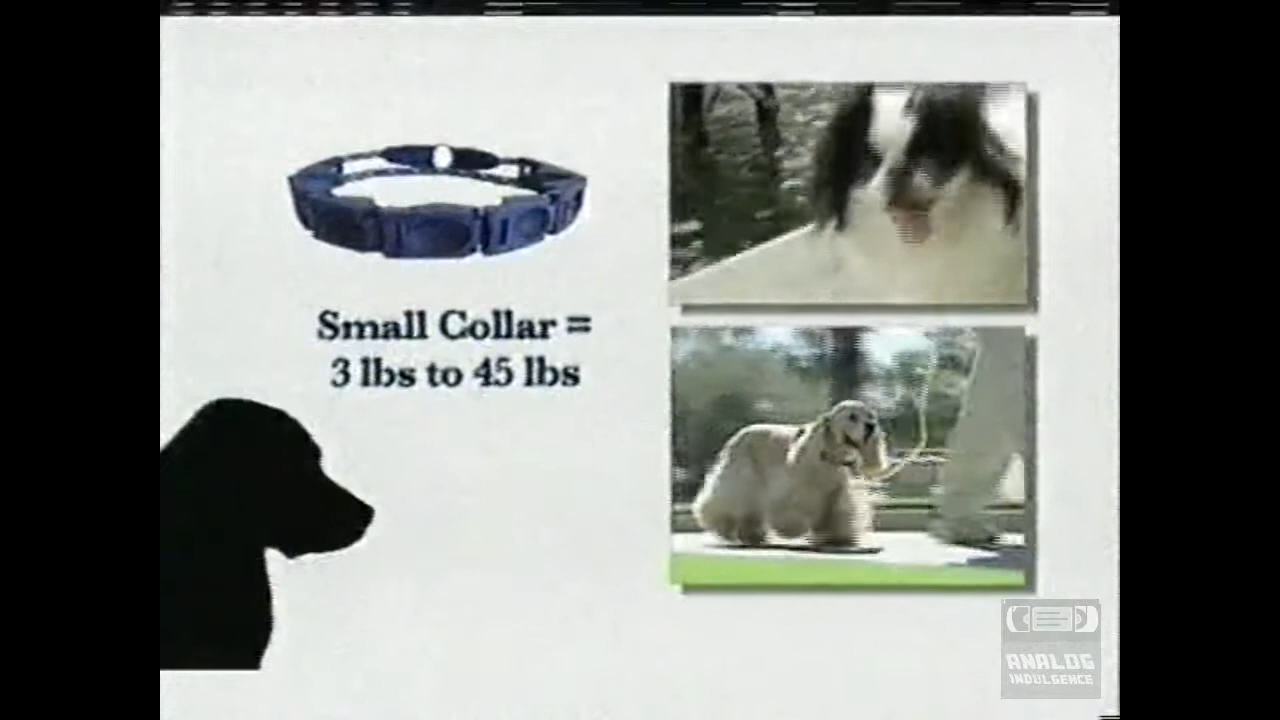 Small Collar =
3 lbs to 45 lbs
ANALOG
INDULGENCE